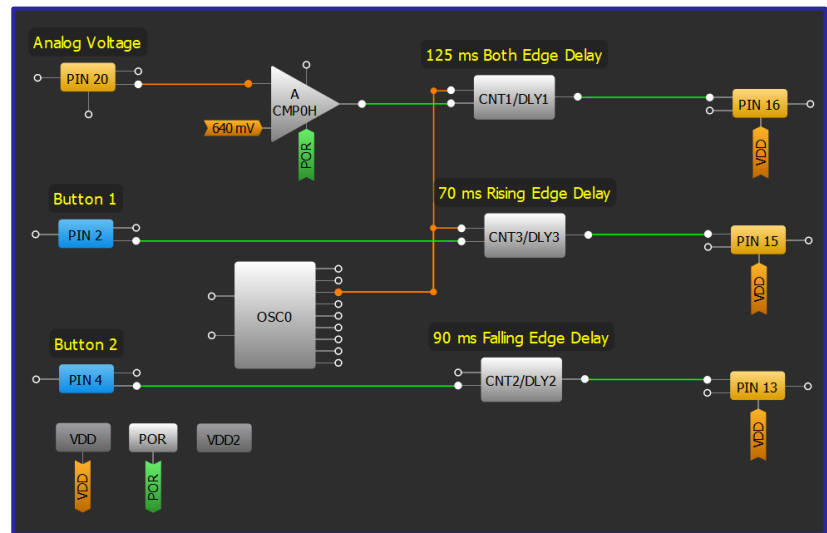 Analog Voltage
125 ms Both Edge Delay
PIN 20
A
CMP0H
CNT1/DLY1
PIN 16
640 mV
POR
VDD
Button 1
70 ms Rising Edge Delay
PIN 2
CNT3/DLY3
PIN 15
VDD
OSC0
Button 2
90 ms Falling Edge Delay
PIN 4
CNT2/DLY2
PIN 13
VDD
VDD
POR
VDD2
VDD
POR